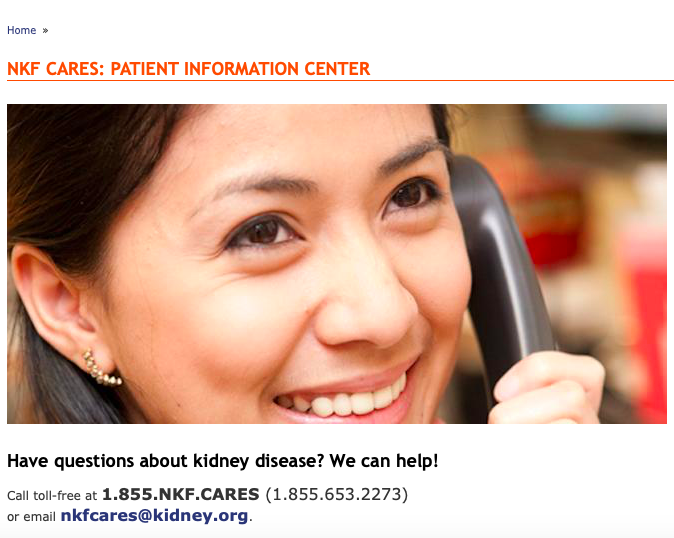 Home »
NKF CARES: PATIENT INFORMATION CENTER
Have questions about kidney disease? We can help!
Call toll-free at 1.855.NKF.CARES (1.855.653.2273)
or email nkfcares@kidney.org.